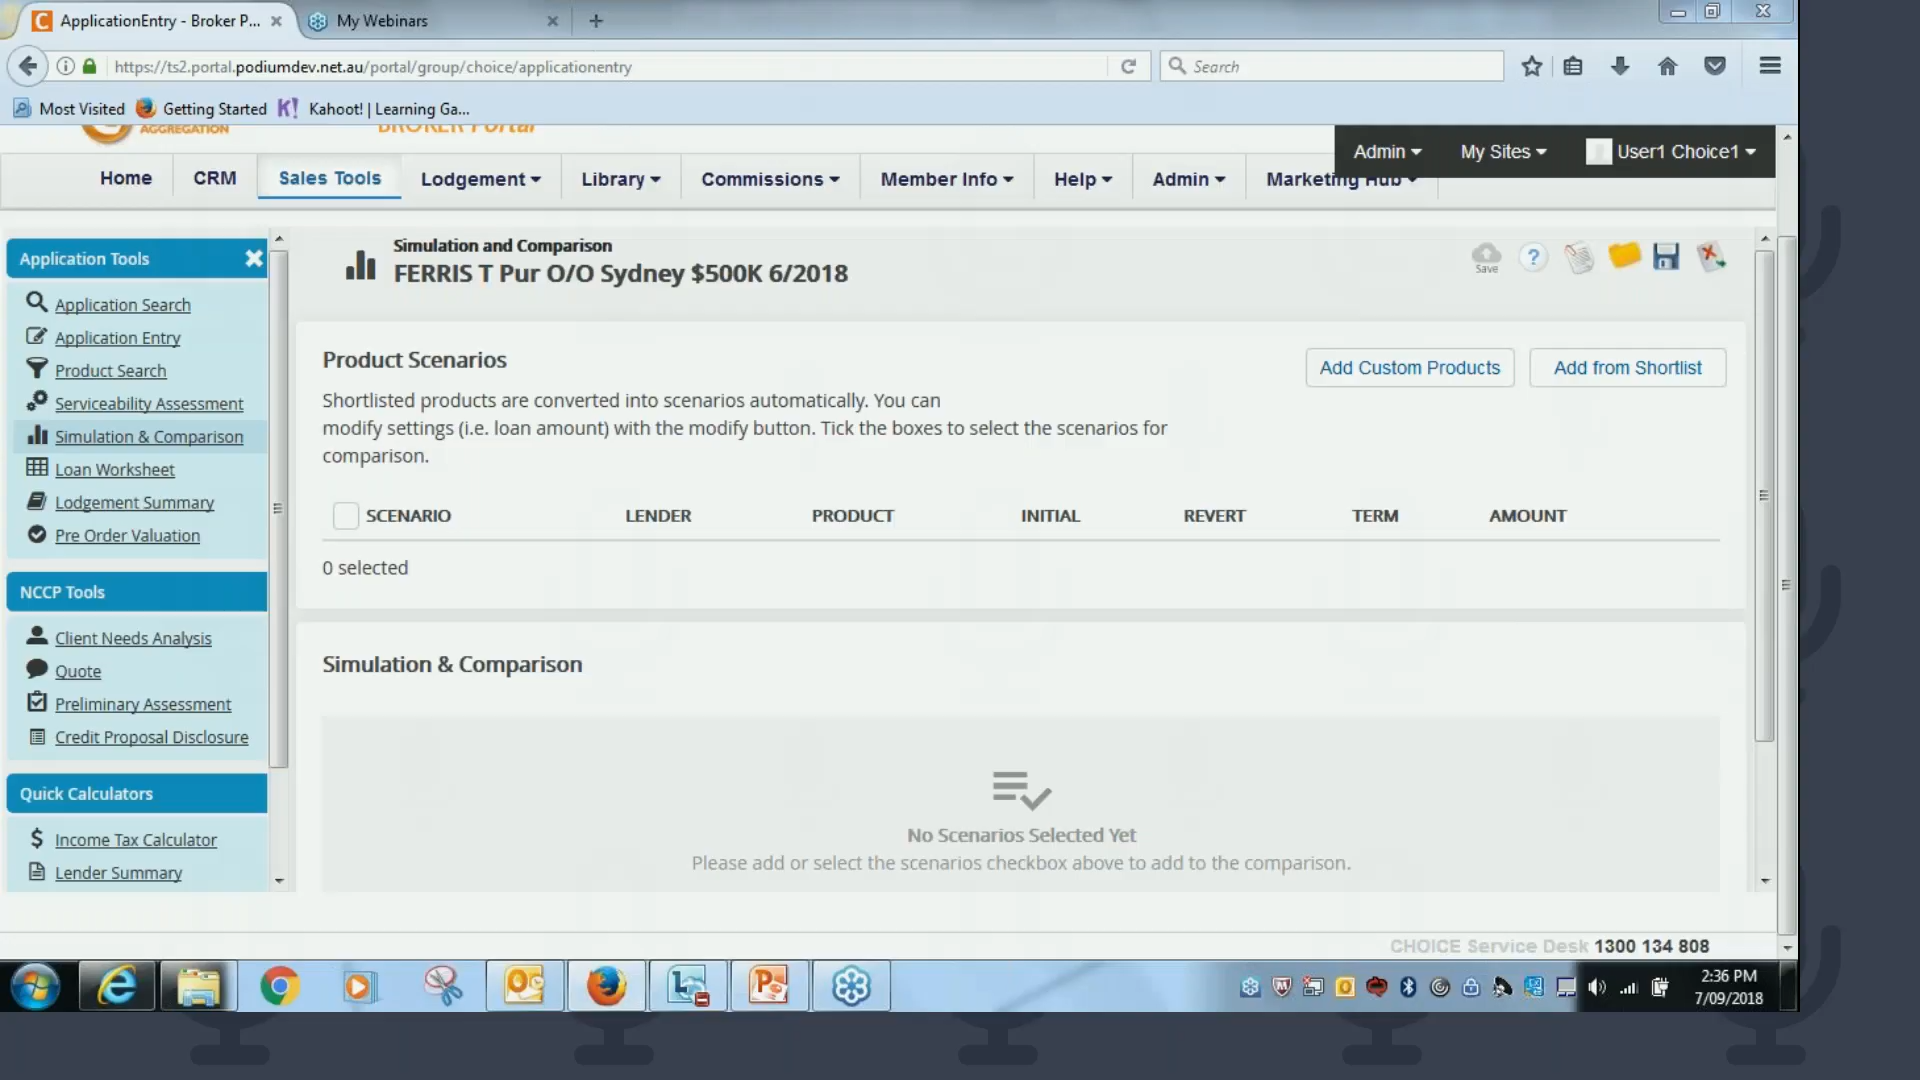 ApplicationEntry - Broker P...
My Webinars
https://ts2.portal.podiumdev.net.au/portal/group/choice/applicationentry
Search
Most Visited
Getting Started
Kahoot! | Learning Ga...
AGGREGATION
BROKER Portal
Admin
My Sites
User1 Choice1
Home
CRM
Sales Tools
Lodgement
Library
Commissions
Member Info
Help
Admin
Marketing Hub
Application Tools
Application Search
Application Entry
Product Search
Serviceability Assessment
Simulation & Comparison
Loan Worksheet
Lodgement Summary
Pre Order Valuation
NCCP Tools
Client Needs Analysis
Quote
Preliminary Assessment
Credit Proposal Disclosure
Quick Calculators
Income Tax Calculator
Lender Summary
Simulation and Comparison
FERRIS T Pur O/O Sydney $500K 6/2018
Save
Product Scenarios
Add Custom Products
Add from Shortlist
Shortlisted products are converted into scenarios automatically. You can
modify settings (i.e. loan amount) with the modify button. Tick the boxes to select the scenarios for
comparison.
SCENARIO
LENDER
PRODUCT
INITIAL
REVERT
TERM
AMOUNT
0 selected
Simulation & Comparison
No Scenarios Selected Yet
Please add or select the scenarios checkbox above to add to the comparison.
CHOICE Service Desk 1300 134 808
2:36 PM
7/09/2018